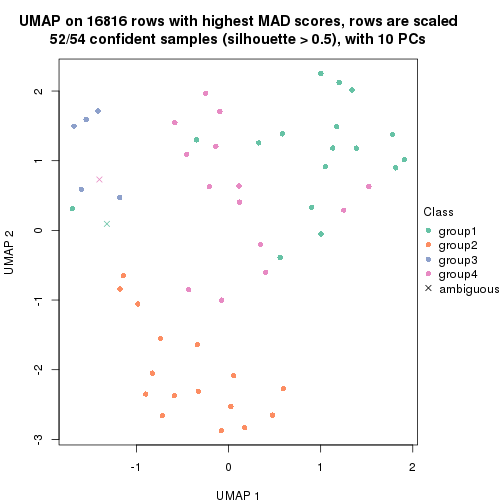 UMAP on 16816 rows with highest MAD scores, rows are scaled
52/54 confident samples (silhouette > 0.5), with 10 PCs
2
1
0
-1
-2
-3
UMAP 2
-1
0
1
2
UMAP 1
Class
group1
group2
group3
group4
ambiguous